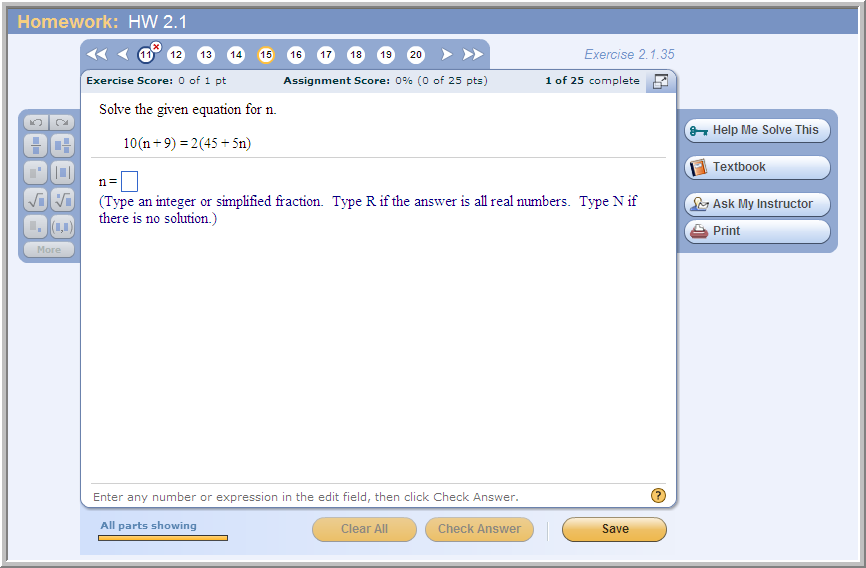 Homework: HW 2.1
11 12 13 14 15 16 17 18 19 20
Exercise 2.1.35
Exercise Score: 0 of 1 pt Assignment Score: 0% (0 of 25 pts) 1 of 25 complete
Solve the given equation for n.
10(n + 9) = 2(45 + 5n)
n =
(Type an integer or simplified fraction. Type R if the answer is all real numbers. Type N if
there is no solution.)
More
Help Me Solve This
Textbook
Ask My Instructor
Print
Enter any number or expression in the edit field, then click Check Answer.
?
All parts showing
Clear All
Check Answer
Save